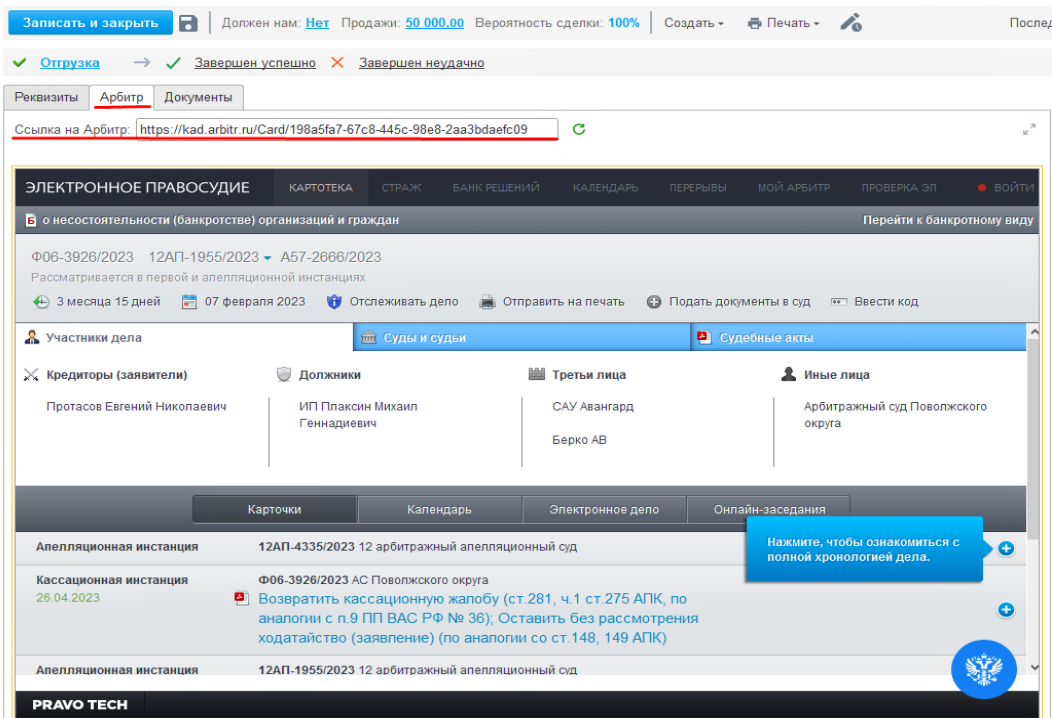 Записать и закрыть Должен нам: Нет Продажи: 50 000,00 Вероятность сделки: 100% Создать Печать
Отгрузка → Завершен успешно Завершен неудачно
Реквизиты Арбитр Документы
Ссылка на Арбитр: https://kad.arbitr.ru/Card/198a5fa7-67c8-445c-98e8-2aa3bdaefc09
ЭЛЕКТРОННОЕ ПРАВОСУДИЕ КАРТОТЕКА СТРАЖ БАНК РЕШЕНИЙ КАЛЕНДАРЬ ПЕРЕРЫВЫ МОЙ АРБИТР ПРОВЕРКА ЭП ВОЙТИ
Б о несостоятельности (банкротстве) организаций и граждан Перейти к банкротному виду
Ф06-3926/2023 12АП-1955/2023 А57-2666/2023
Рассматривается в первой и апелляционной инстанциях
3 месяца 15 дней 07 февраля 2023 Отслеживать дело Отправить на печать Подать документы в суд Ввести код
Участники дела Суды и судьи Судебные акты
Кредиторы (заявители) Должники Третьи лица Иные лица
Протасов Евгений Николаевич ИП Плаксин Михаил САУ Авангард Арбитражный суд Поволжского
Геннадиевич округа
Берко АВ
Карточки Календарь Электронное дело Онлайн-заседания
Нажмите, чтобы ознакомиться с
полной хронологией дела.
Апелляционная инстанция 12АП-4335/2023 12 арбитражный апелляционный суд
Кассационная инстанция Ф06-3926/2023 АС Поволжского округа
26.04.2023 Возвратить кассационную жалобу (ст.281, ч.1 ст.275 АПК, по
аналогии с п.9 ПП ВАС РФ № 36); Оставить без рассмотрения
ходатайство (заявление) (по аналогии со ст.148, 149 АПК)
Апелляционная инстанция 12АП-1955/2023 12 арбитражный апелляционный суд
PRAVO TECH